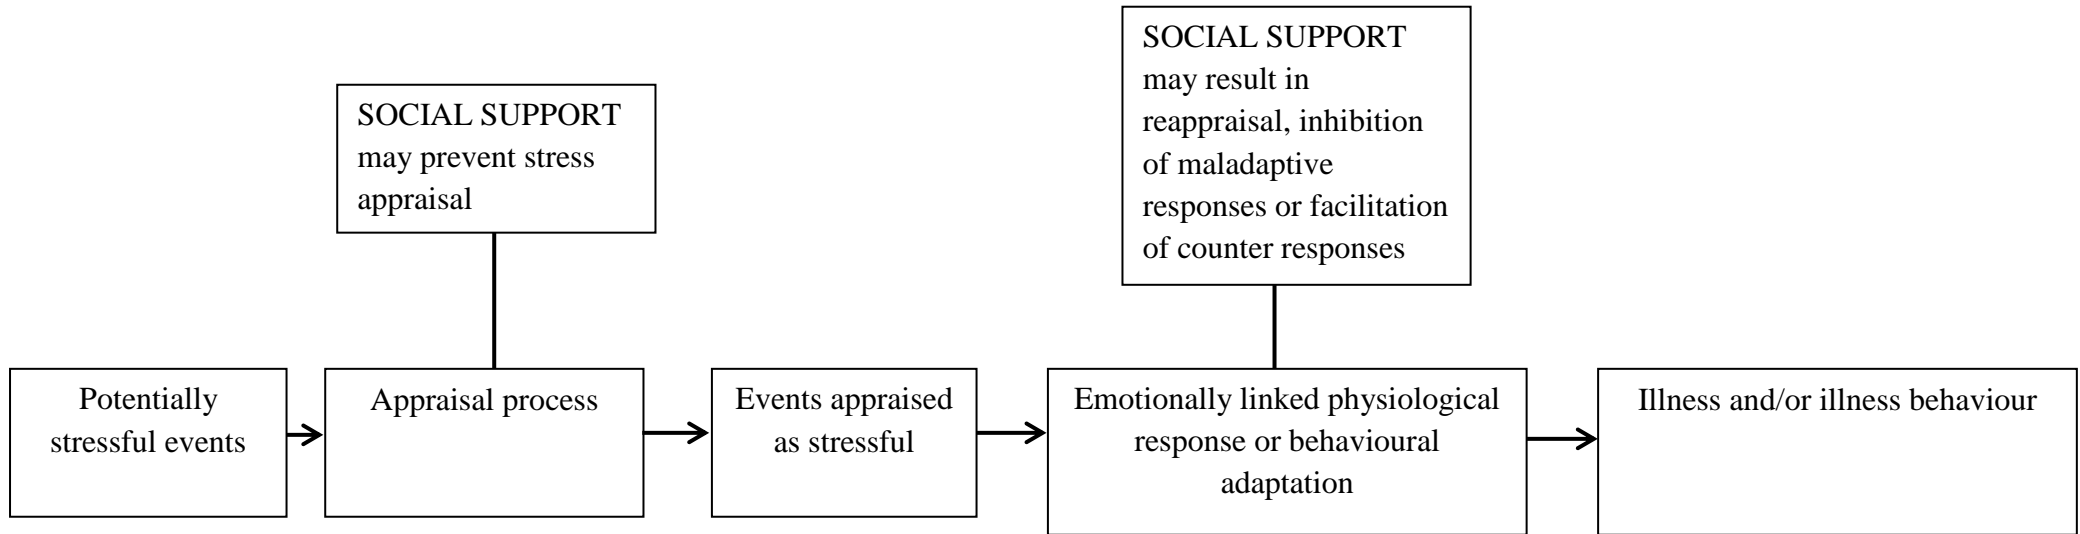 SOCIAL SUPPORT
may prevent stress
appraisal
SOCIAL SUPPORT
may result in
reappraisal, inhibition
of maladaptive
responses or facilitation
of counter responses
Potentially
stressful events
Appraisal process
Events appraised
as stressful
Emotionally linked physiological
response or behavioural
adaptation
Illness and/or illness behaviour